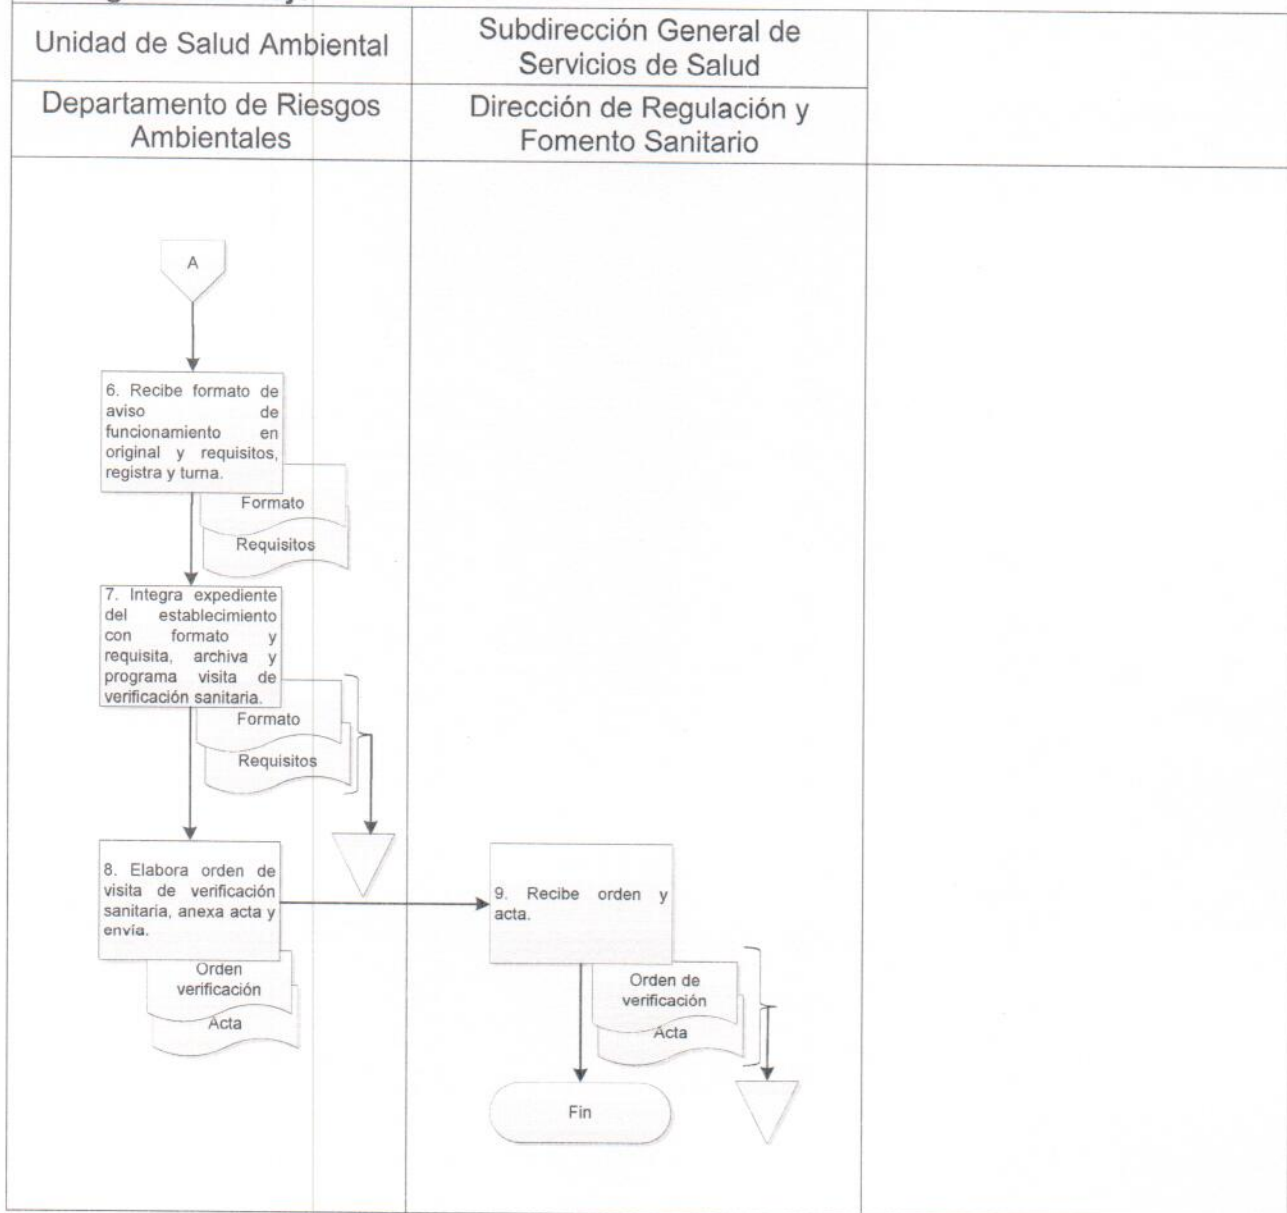 Unidad de Salud Ambiental
Subdirección General de
Servicios de Salud
Departamento de Riesgos
Ambientales
Dirección de Regulación y
Fomento Sanitario
A
6. Recibe formato de
aviso de
funcionamiento en
original y requisitos,
registra y turna.
Formato
Requisitos
7. Integra expediente
del establecimiento
con formato y
requisita, archiva y
programa visita de
verificación sanitaria.
Formato
Requisitos
8. Elabora orden de
visita de verificación
sanitaria, anexa acta y
envía.
Orden
verificación
Acta
9. Recibe orden y
acta.
Orden de
verificación
Acta
Fin